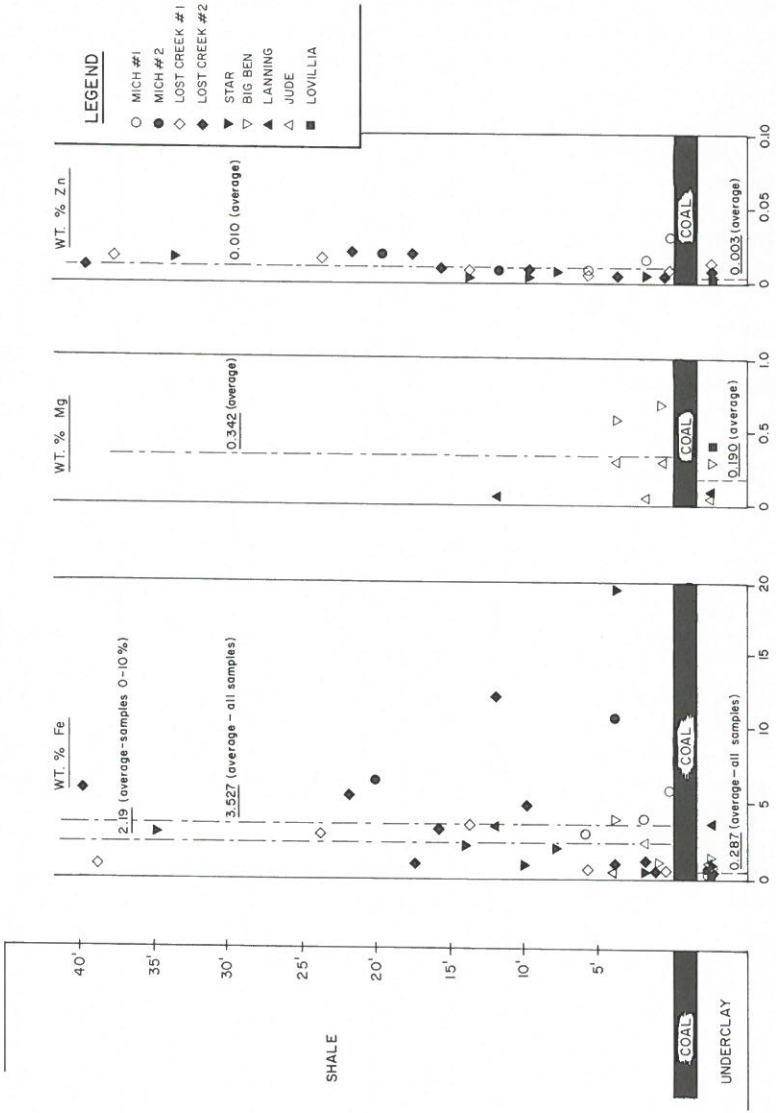 LEGEND
MICH #1
MICH #2
LOST CREEK #1
LOST CREEK #2
STAR
BIG BEN
LANNING
JUDE
LOVILLIA
WT. % Fe
2.19 (average-samples 0-10%)
3.527 (average - all samples)
COAL
0.287 (average-all samples)
0
5
10
15
20
WT. % Mg
0.342 (average)
COAL
0.190 (average)
0
0.5
1.0
WT. % Zn
0.010 (average)
COAL
0.003 (average)
0
0.05
0.10
40'
35'
30'
25'
20'
15'
10'
5'
SHALE
COAL
UNDERCLAY